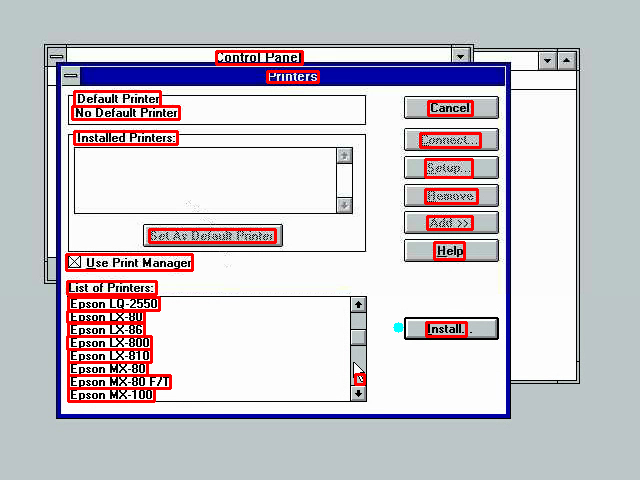 Control Panel
Printers
Default Printer
No Default Printer
Cancel
Installed Printers:
Connect...
Setup...
Remove
Add >>
Set As Default Printer
Help
Use Print Manager
List of Printers:
Epson LQ-2550
Epson LX-80
Epson LX-86
Epson LX-800
Epson LX-810
Epson MX-80
Epson MX-80 F/T
Epson MX-100
Install...